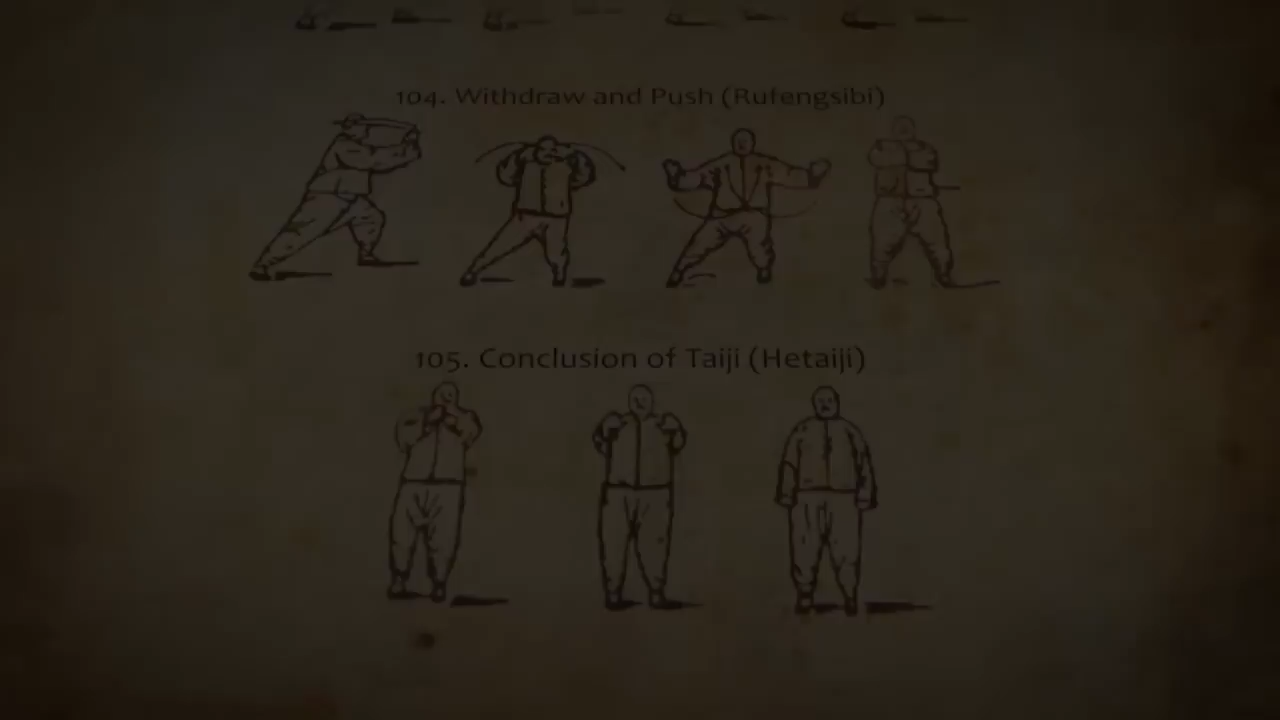 104. Withdraw and Push (Rufengsibi)
105. Conclusion of Taiji (Hetaiji)